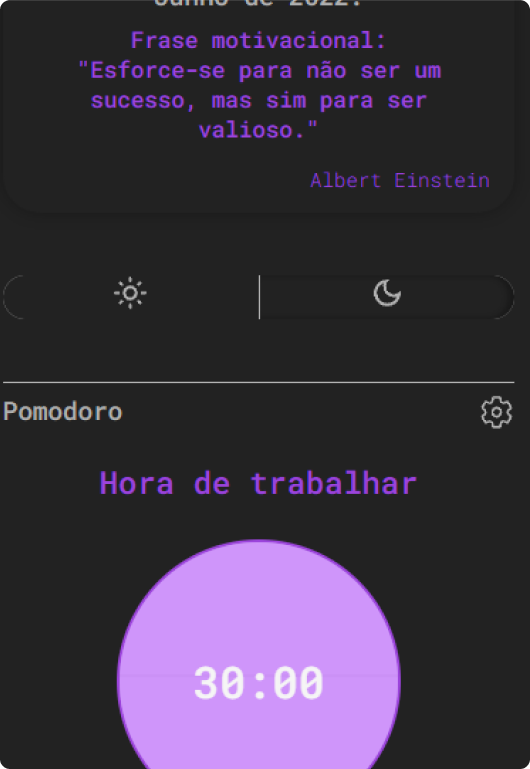 Junho de 2022.
Frase motivacional:
"Esforce-se para não ser um
sucesso, mas sim para ser
valioso."
Albert Einstein
Pomodoro
Hora de trabalhar
30:00